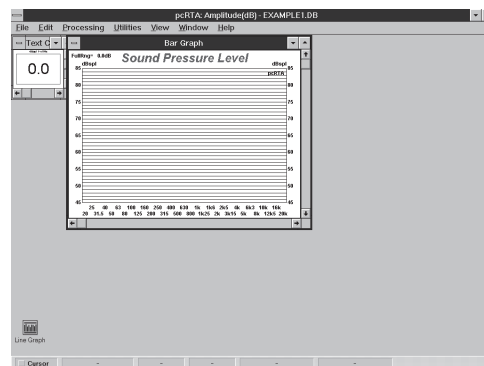 pcRTA: Amplitude(dB) - EXAMPLE1.DB
File Edit Processing Utilities View Window Help
Text G
0.0
Bar Graph
FullRng= 0.0dB
Sound Pressure Level
dBspl dBspl
pcRTA
85 85
80 80
75 75
70 70
65 65
60 60
55 55
50 50
45 45
25 40 63 100 160 250 400 630 1k 1k6 2k5 4k 6k3 10k 16k
20 31.5 50 80 125 200 315 500 800 1k25 2k 3k15 5k 8k 12k5 20k
Line Graph
Cursor - - - - -